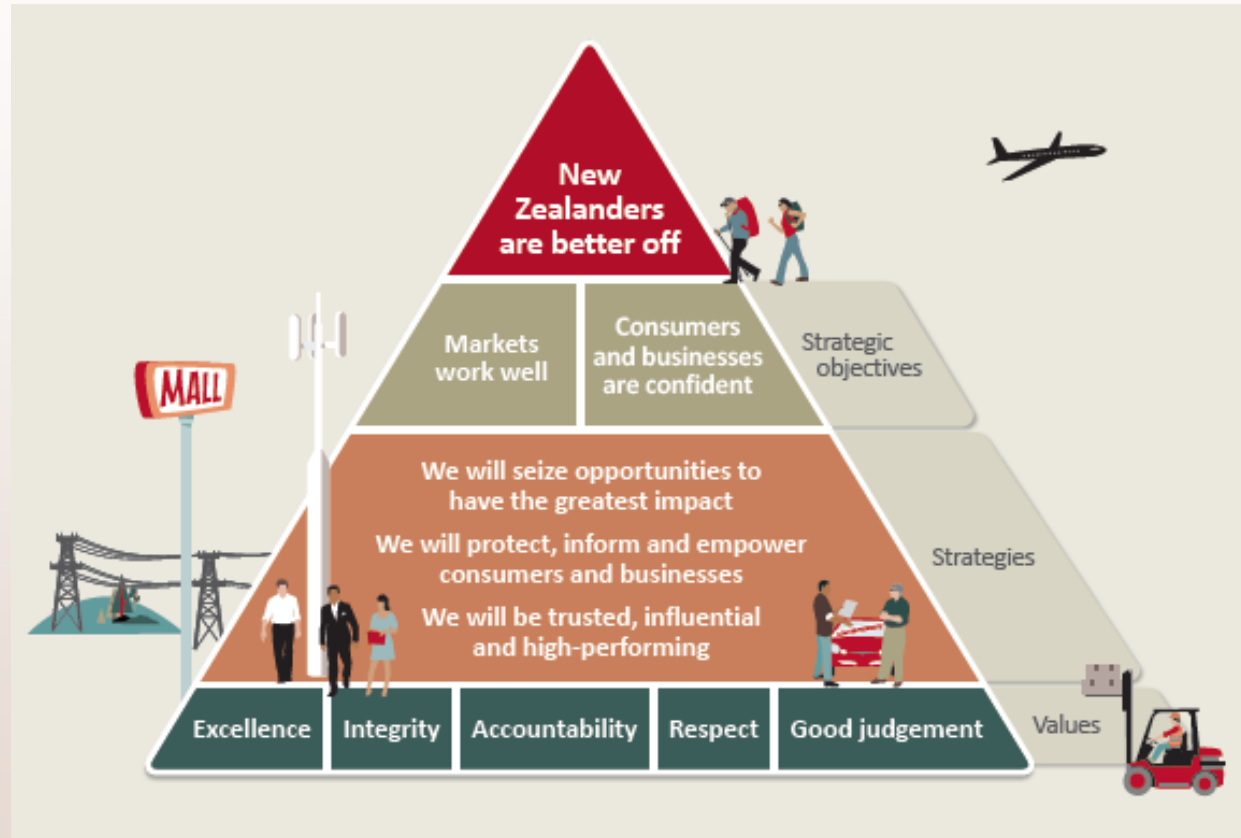 New
Zealanders
are better off
Markets
work well
Consumers
and businesses
are confident
Strategic
objectives
MALL
We will seize opportunities to
have the greatest impact
We will protect, inform and empower
consumers and businesses
We will be trusted, influential
and high-performing
Strategies
Excellence
Integrity
Accountability
Respect
Good judgement
Values